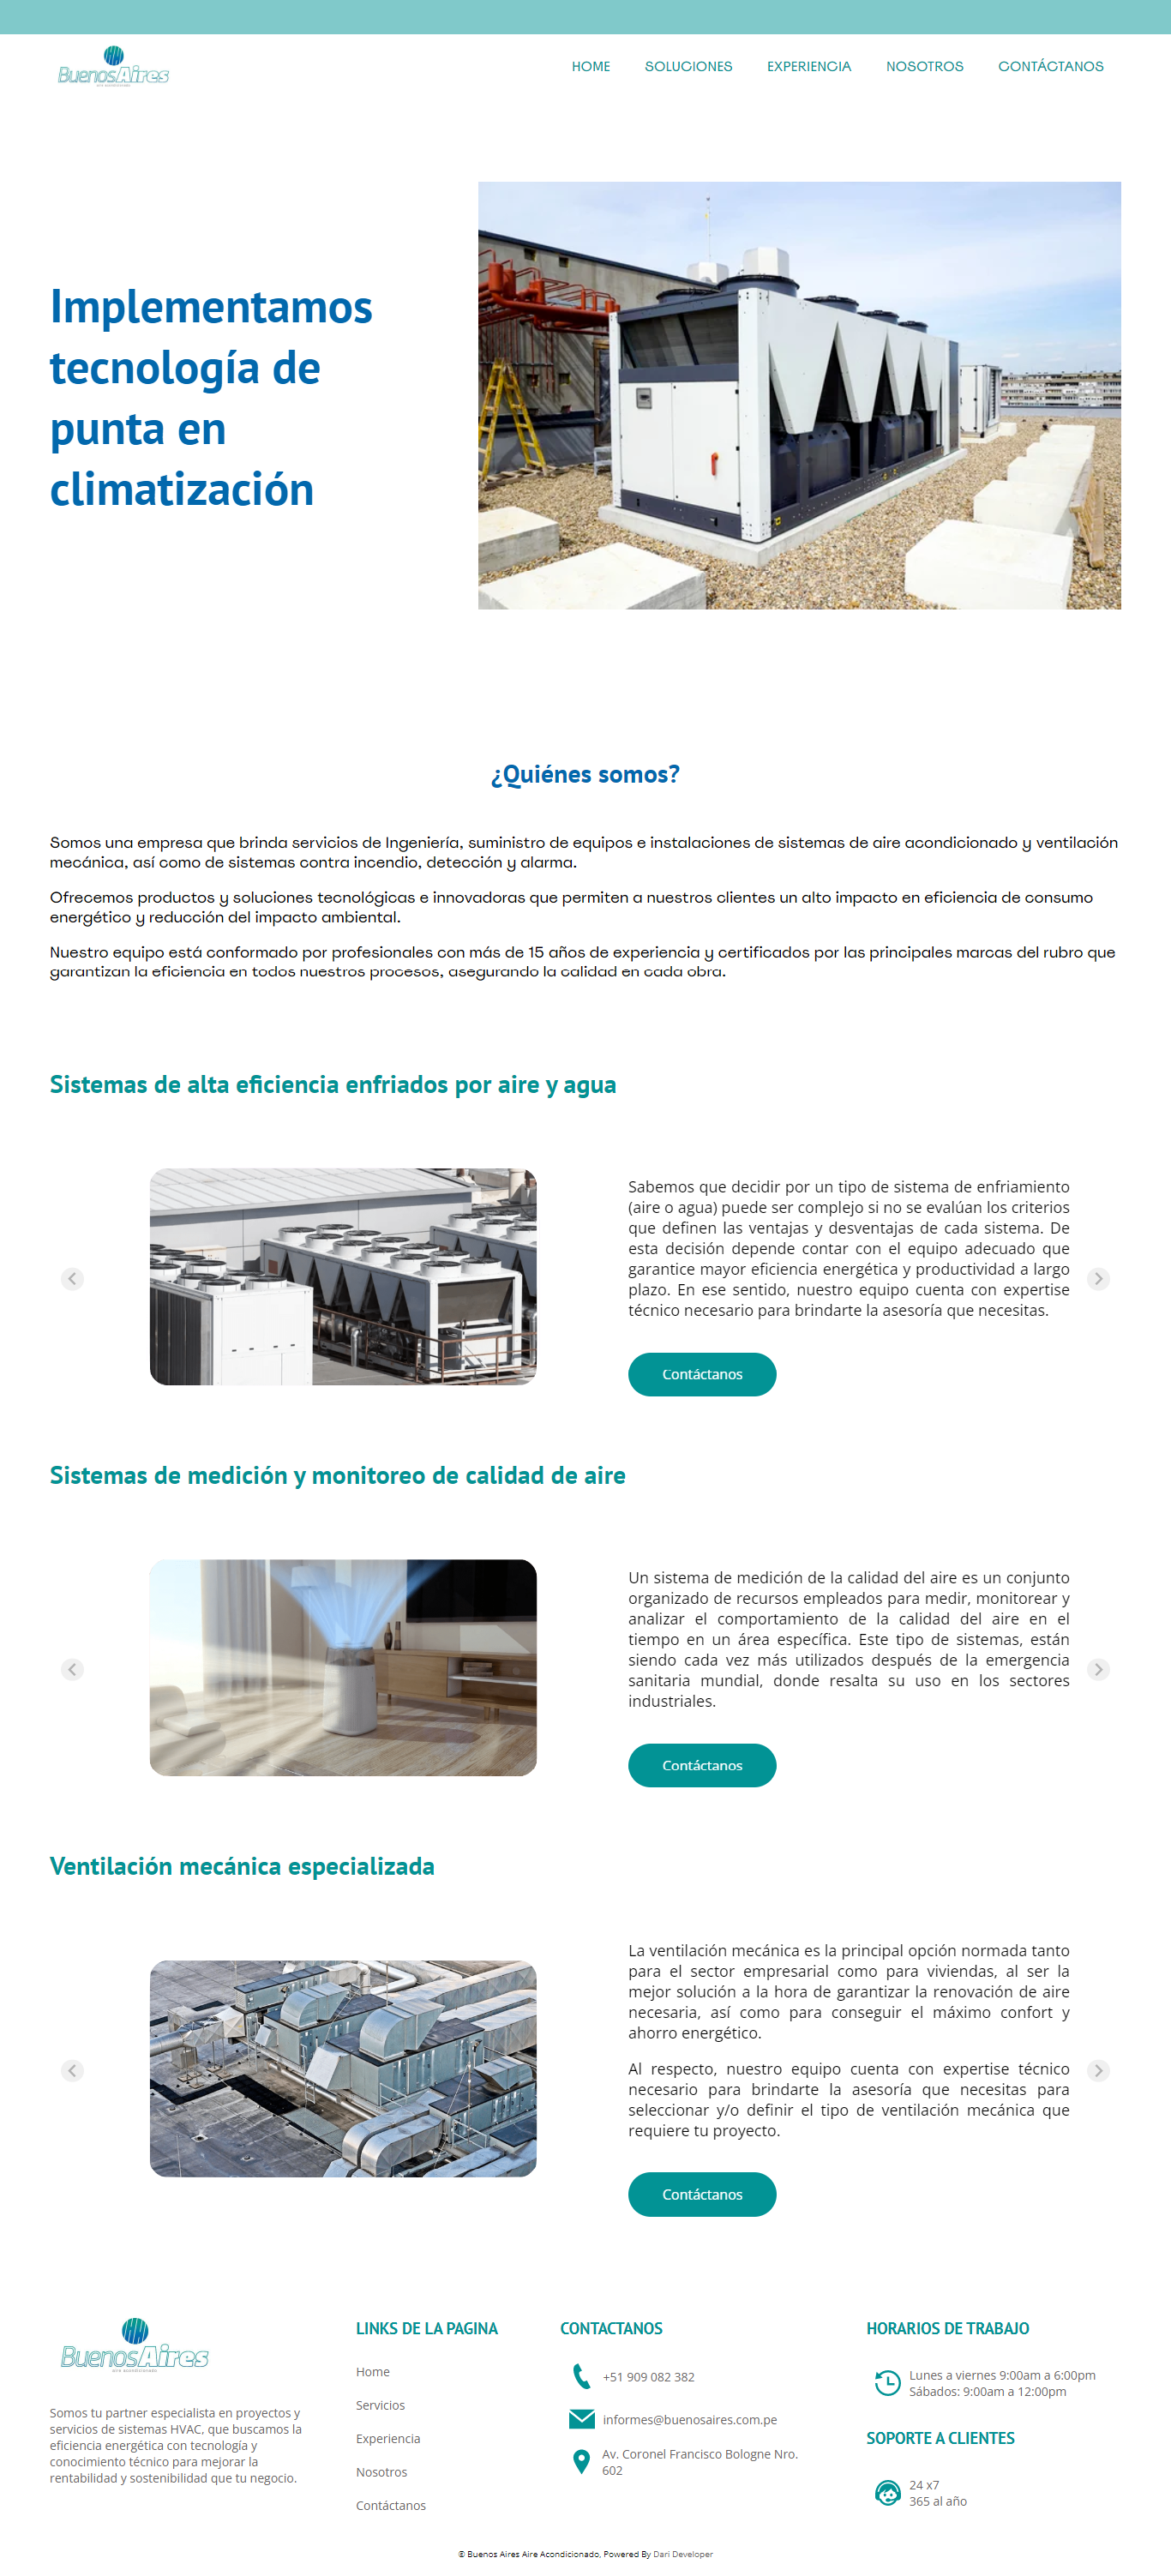 BuenosAires
aire acondicionado
HOME
SOLUCIONES
EXPERIENCIA
NOSOTROS
CONTÁCTANOS
Implementamos
tecnología de
punta en
climatización
¿Quiénes somos?
Somos una empresa que brinda servicios de Ingeniería, suministro de equipos e instalaciones de sistemas de aire acondicionado y ventilación
mecánica, así como de sistemas contra incendio, detección y alarma.
Ofrecemos productos y soluciones tecnológicas e innovadoras que permiten a nuestros clientes un alto impacto en eficiencia de consumo
energético y reducción del impacto ambiental.
Nuestro equipo está conformado por profesionales con más de 15 años de experiencia y certificados por las principales marcas del rubro que
garantizan la eficiencia en todos nuestros procesos, asegurando la calidad en cada obra.
Sistemas de alta eficiencia enfriados por aire y agua
Sabemos que decidir por un tipo de sistema de enfriamiento
(aire o agua) puede ser complejo si no se evalúan los criterios
que definen las ventajas y desventajas de cada sistema. De
esta decisión depende contar con el equipo adecuado que
garantice mayor eficiencia energética y productividad a largo
plazo. En ese sentido, nuestro equipo cuenta con expertise
técnico necesario para brindarte la asesoría que necesitas.
Contáctanos
Sistemas de medición y monitoreo de calidad de aire
Un sistema de medición de la calidad del aire es un conjunto
organizado de recursos empleados para medir, monitorear y
analizar el comportamiento de la calidad del aire en el
tiempo en un área específica. Este tipo de sistemas, están
siendo cada vez más utilizados después de la emergencia
sanitaria mundial, donde resalta su uso en los sectores
industriales.
Contáctanos
Ventilación mecánica especializada
La ventilación mecánica es la principal opción normada tanto
para el sector empresarial como para viviendas, al ser la
mejor solución a la hora de garantizar la renovación de aire
necesaria, así como para conseguir el máximo confort y
ahorro energético.
Al respecto, nuestro equipo cuenta con expertise técnico
necesario para brindarte la asesoría que necesitas para
seleccionar y/o definir el tipo de ventilación mecánica que
requiere tu proyecto.
Contáctanos
BuenosAires
aire acondicionado
Somos tu partner especialista en proyectos y
servicios de sistemas HVAC, que buscamos la
eficiencia energética con tecnología y
conocimiento técnico para mejorar la
rentabilidad y sostenibilidad que tu negocio.
LINKS DE LA PAGINA
Home
Servicios
Experiencia
Nosotros
Contáctanos
CONTACTANOS
+51 909 082 382
informes@buenosaires.com.pe
Av. Coronel Francisco Bologne Nro.
602
HORARIOS DE TRABAJO
Lunes a viernes 9:00am a 6:00pm
Sábados: 9:00am a 12:00pm
SOPORTE A CLIENTES
24 x7
365 al año
© Buenos Aires Aire Acondicionado, Powered By Dari Developer